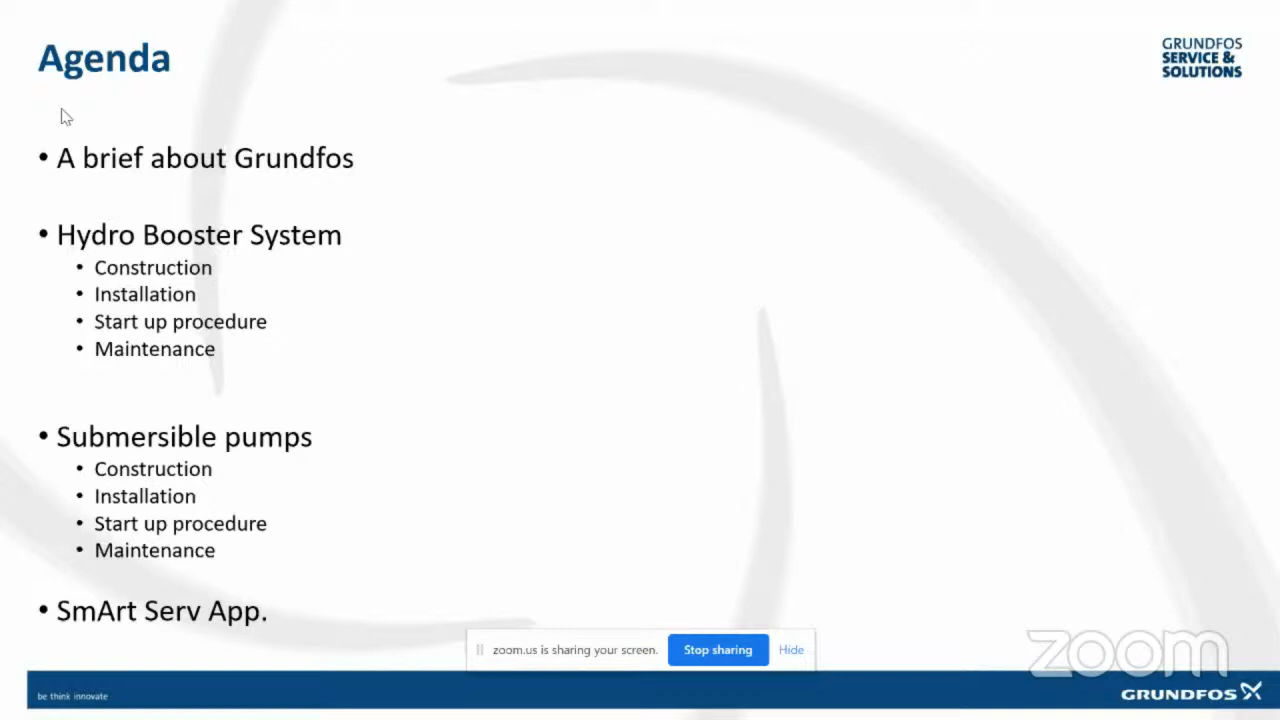 Agenda
GRUNDFOS
SERVICE &
SOLUTIONS
• A brief about Grundfos
• Hydro Booster System
• Construction
• Installation
• Start up procedure
• Maintenance
• Submersible pumps
• Construction
• Installation
• Start up procedure
• Maintenance
• SmArt Serv App.
zoom.us is sharing your screen. Stop sharing Hide
zoom
be think innovate
GRUNDFOS